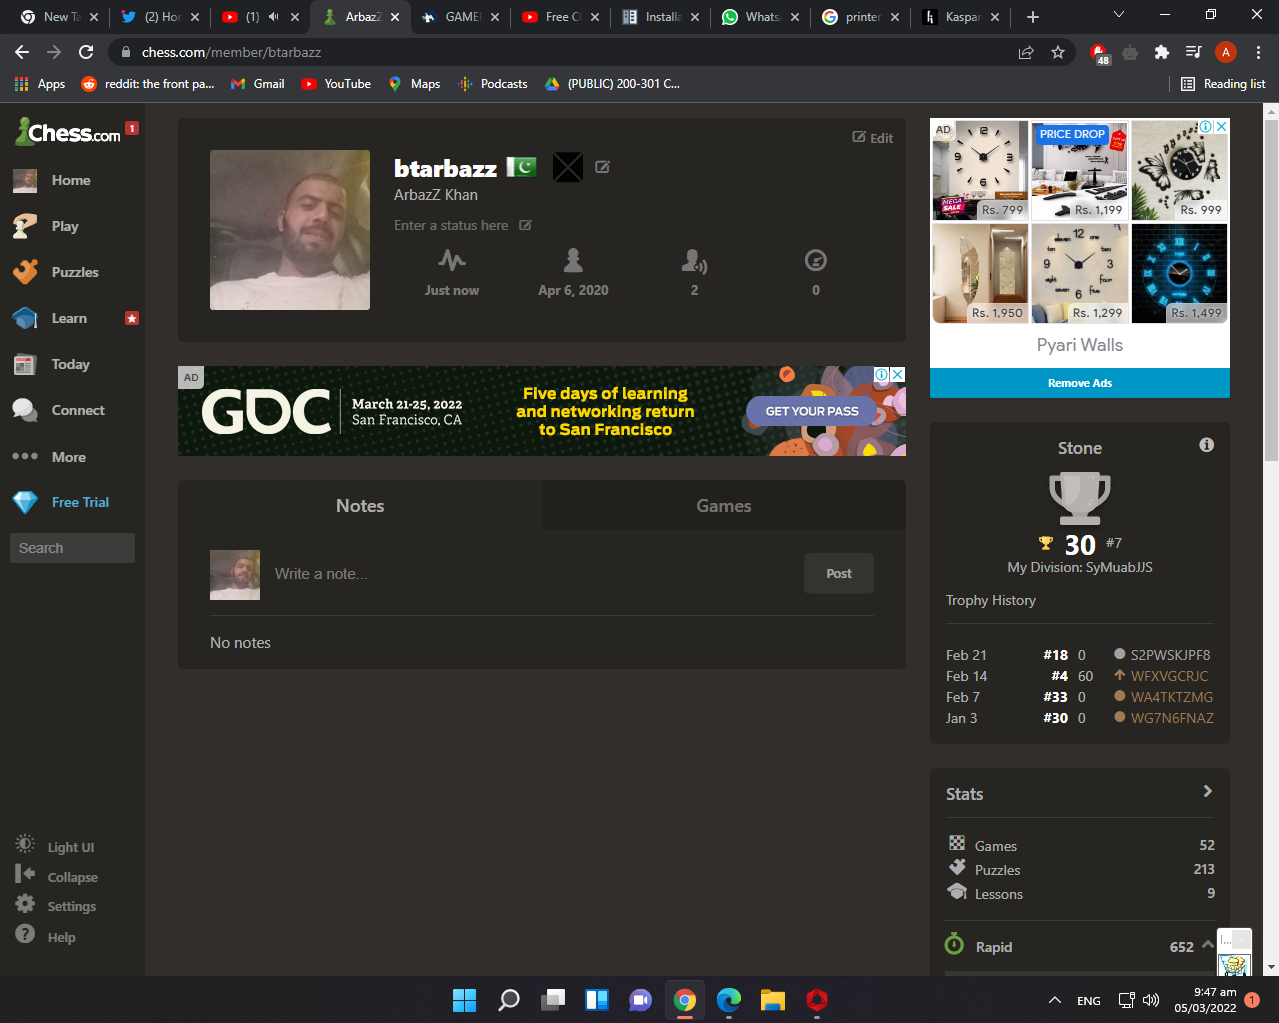 New Ta
(2) Hon
(1)
ArbazZ
GAME
Free C
Installa
Whats
printer
Kaspar
chess.com/member/btarbazz
48
A
Apps
reddit: the front pa...
Gmail
YouTube
Maps
Podcasts
(PUBLIC) 200-301 C...
Reading list
Chess.com
1
Home
Play
Puzzles
Learn
Today
Connect
More
Free Trial
Search
Light UI
Collapse
Settings
Help
Edit
btarbazz
ArbazZ Khan
Enter a status here
Just now
Apr 6, 2020
2
0
AD
GDC
March 21-25, 2022
San Francisco, CA
Five days of learning
and networking return
to San Francisco
GET YOUR PASS
Notes
Games
Write a note...
Post
No notes
AD
PRICE DROP
MEGA SALE
Rs. 799
Rs. 1,199
Rs. 999
Rs. 1,950
Rs. 1,299
Rs. 1,499
Pyari Walls
Remove Ads
Stone
30 #7
My Division: SyMuabJJS
Trophy History
Feb 21 #18 0 S2PWSKJPF8
Feb 14 #4 60 WFXVGCRJC
Feb 7 #33 0 WA4TKTZMG
Jan 3 #30 0 WG7N6FNAZ
Stats
Games 52
Puzzles 213
Lessons 9
Rapid 652
ENG
9:47 am
05/03/2022
1